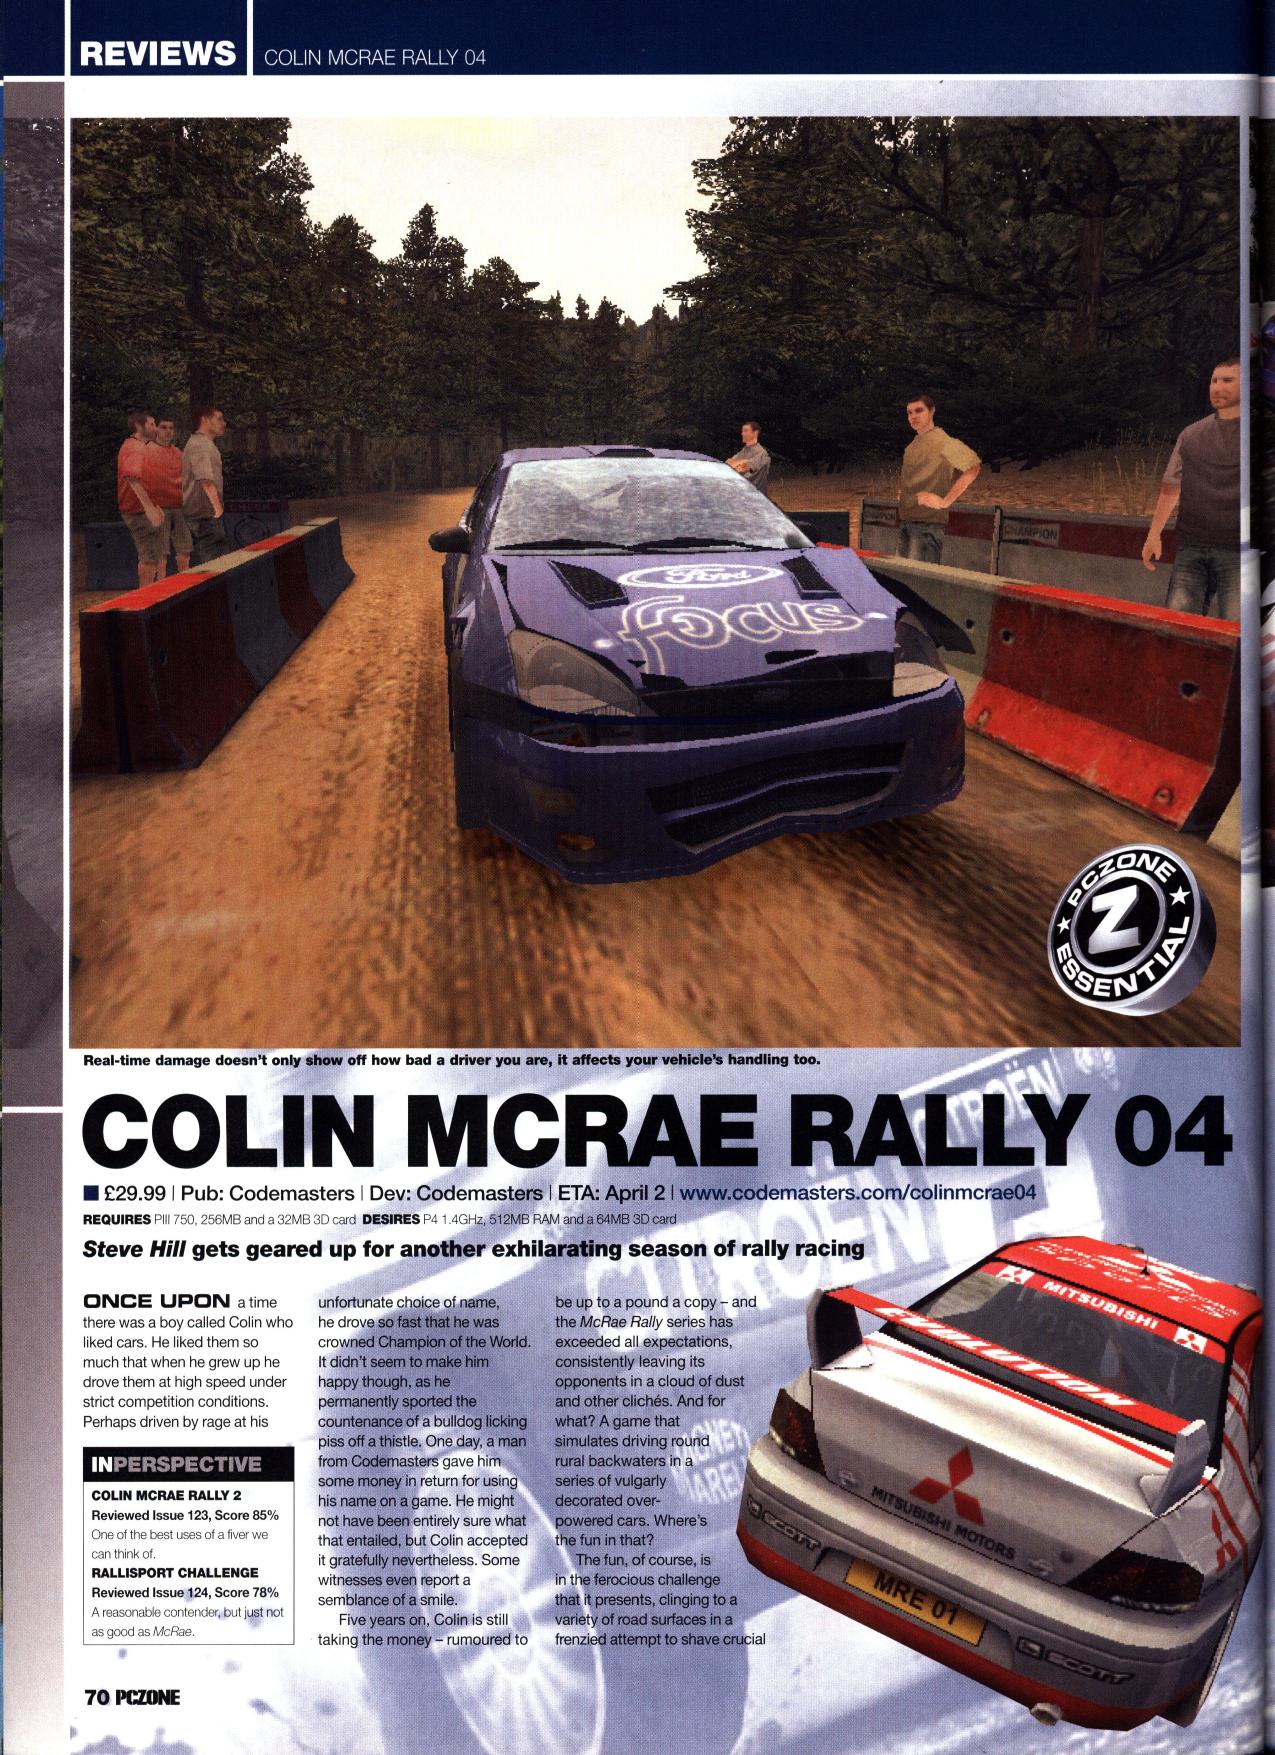 REVIEWS
COLIN MCRAE RALLY 04
CHAMPION
Ford
Focus
PCZONE
Z
ESSENTIAL
Real-time damage doesn't only show off how bad a driver you are, it affects your vehicle's handling too.
COLIN MCRAE RALLY 04
£29.99 | Pub: Codemasters | Dev: Codemasters | ETA: April 2 | www.codemasters.com/colinmcrae04
REQUIRES PIII 750, 256MB and a 32MB 3D card DESIRES P4 1.4GHz, 512MB RAM and a 64MB 3D card
Steve Hill gets geared up for another exhilarating season of rally racing
ONCE UPON a time
there was a boy called Colin who
liked cars. He liked them so
much that when he grew up he
drove them at high speed under
strict competition conditions.
Perhaps driven by rage at his
INPERSPECTIVE
COLIN MCRAE RALLY 2
Reviewed Issue 123, Score 85%
One of the best uses of a fiver we
can think of.
RALLISPORT CHALLENGE
Reviewed Issue 124, Score 78%
A reasonable contender, but just not
as good as McRae.
unfortunate choice of name,
he drove so fast that he was
crowned Champion of the World.
It didn't seem to make him
happy though, as he
permanently sported the
countenance of a bulldog licking
piss off a thistle. One day, a man
from Codemasters gave him
some money in return for using
his name on a game. He might
not have been entirely sure what
that entailed, but Colin accepted
it gratefully nevertheless. Some
witnesses even report a
semblance of a smile.
Five years on, Colin is still
taking the money – rumoured to
be up to a pound a copy – and
the McRae Rally series has
exceeded all expectations,
consistently leaving its
opponents in a cloud of dust
and other clichés. And for
what? A game that
simulates driving round
rural backwaters in a
series of vulgarly
decorated over-
powered cars. Where's
the fun in that?
The fun, of course, is
in the ferocious challenge
that it presents, clinging to a
variety of road surfaces in a
frenzied attempt to shave crucial
CITROËN
CITROËN
MITSUBISHI
EVOLUTION
MITSUBISHI MOTORS
SCOTT
MRE 01
SCOTT
70 PCZONE